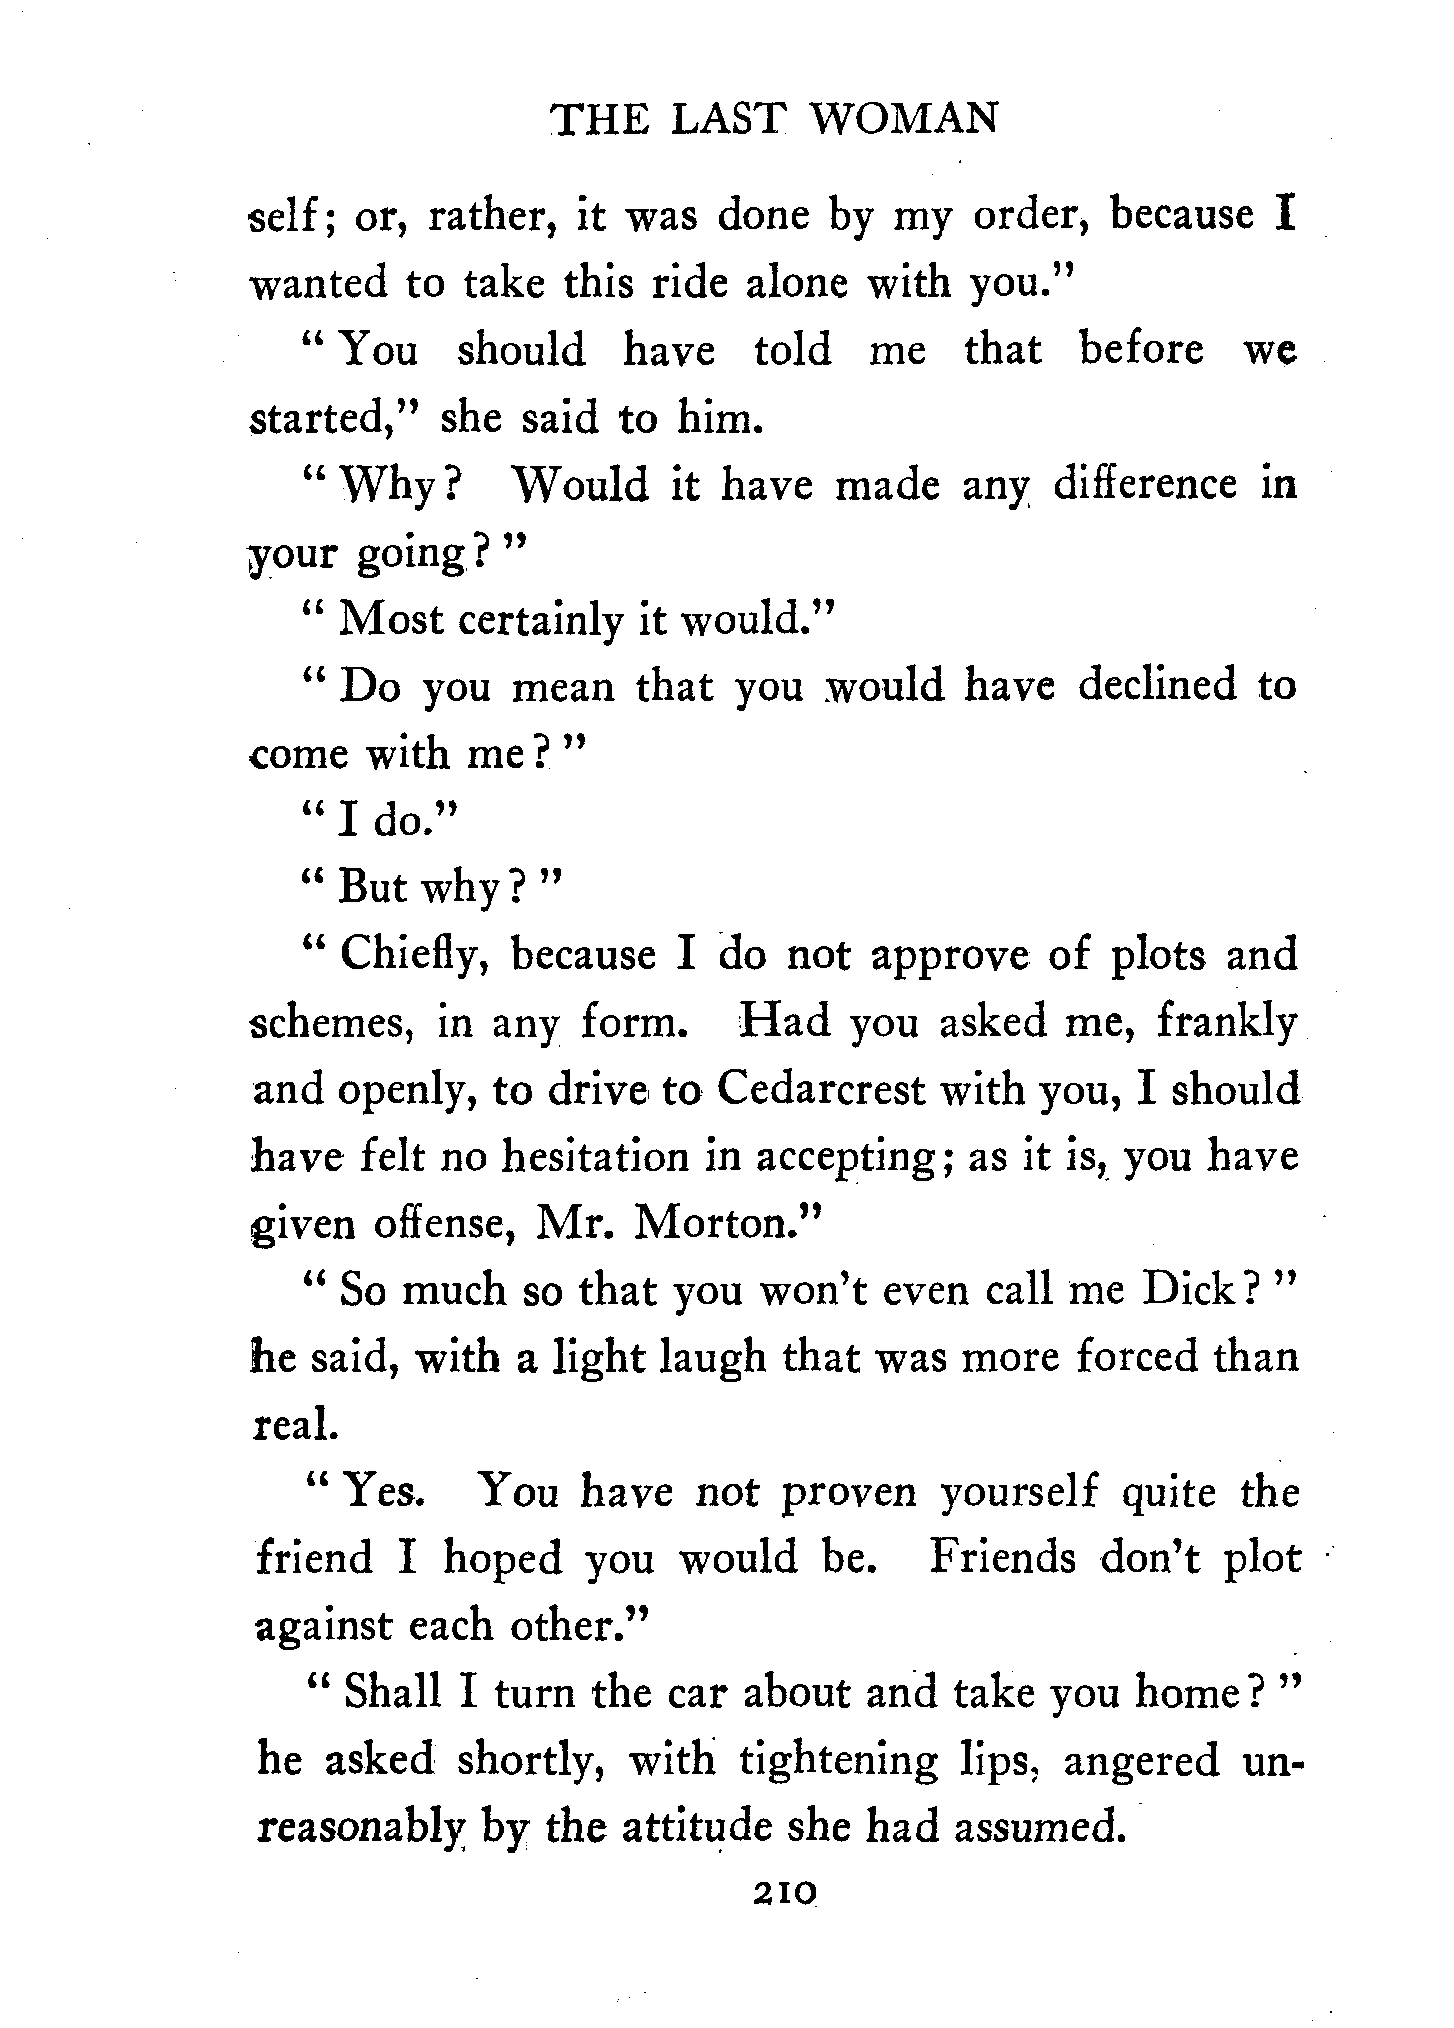 THE LAST WOMAN
self; or, rather, it was done by my order, because I
wanted to take this ride alone with you."
" You should have told me that before we
started," she said to him.
" Why? Would it have made any difference in
your going? "
" Most certainly it would."
" Do you mean that you would have declined to
come with me? "
" I do."
" But why? "
" Chiefly, because I do not approve of plots and
schemes, in any form. Had you asked me, frankly
and openly, to drive to Cedarcrest with you, I should
have felt no hesitation in accepting; as it is, you have
given offense, Mr. Morton."
" So much so that you won't even call me Dick? "
he said, with a light laugh that was more forced than
real.
" Yes. You have not proven yourself quite the
friend I hoped you would be. Friends don't plot
against each other."
" Shall I turn the car about and take you home? "
he asked shortly, with tightening lips, angered un-
reasonably by the attitude she had assumed.
210